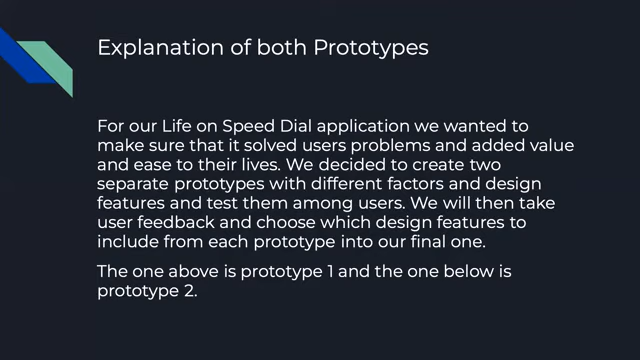 Explanation of both Prototypes
For our Life on Speed Dial application we wanted to
make sure that it solved users problems and added value
and ease to their lives. We decided to create two
separate prototypes with different factors and design
features and test them among users. We will then take
user feedback and choose which design features to
include from each prototype into our final one.
The one above is prototype 1 and the one below is
prototype 2.